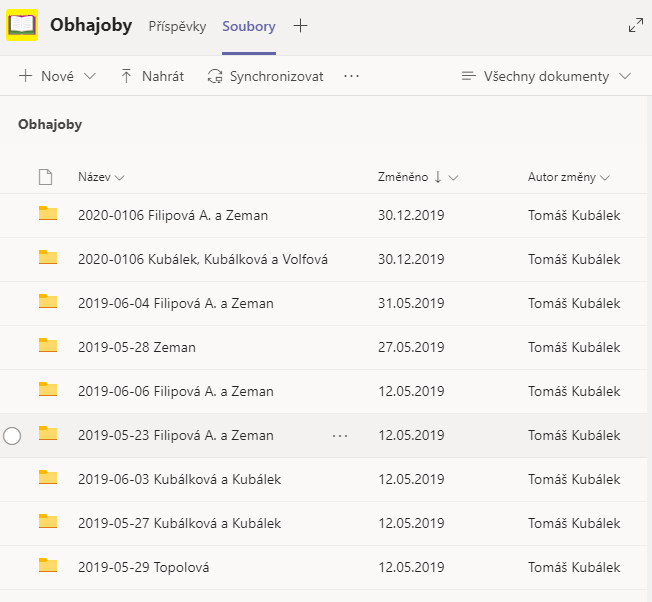 Obhajoby Příspěvky Soubory
Nové Nahrát Synchronizovat ··· Všechny dokumenty
Obhajoby
Název Změněno ↓ Autor změny
2020-0106 Filipová A. a Zeman 30.12.2019 Tomáš Kubálek
2020-0106 Kubálek, Kubálková a Volfová 30.12.2019 Tomáš Kubálek
2019-06-04 Filipová A. a Zeman 31.05.2019 Tomáš Kubálek
2019-05-28 Zeman 27.05.2019 Tomáš Kubálek
2019-06-06 Filipová A. a Zeman 12.05.2019 Tomáš Kubálek
2019-05-23 Filipová A. a Zeman ··· 12.05.2019 Tomáš Kubálek
2019-06-03 Kubálková a Kubálek 12.05.2019 Tomáš Kubálek
2019-05-27 Kubálková a Kubálek 12.05.2019 Tomáš Kubálek
2019-05-29 Topolová 12.05.2019 Tomáš Kubálek